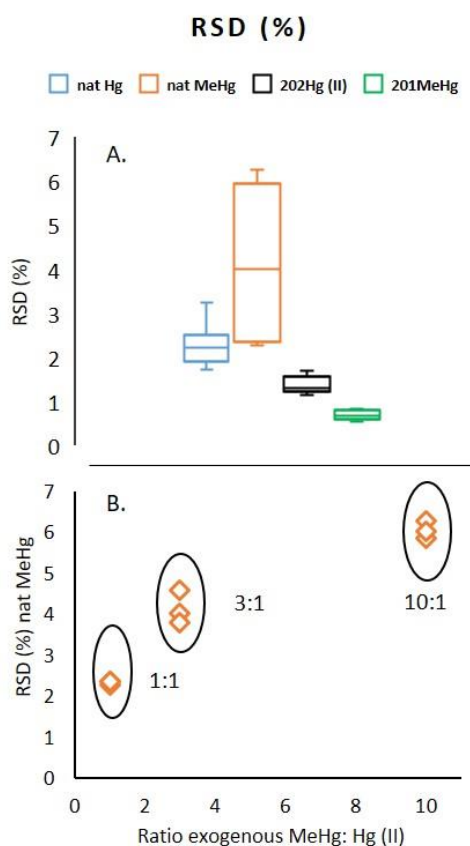 RSD (%)
nat Hg nat MeHg 202Hg (II) 201MeHg
A.
7
6
5
4
3
2
1
0
RSD (%)
B.
7
6
5
4
3
2
1
0
RSD (%) nat MeHg
1:1
3:1
10:1
0 2 4 6 8 10
Ratio exogenous MeHg: Hg (II)